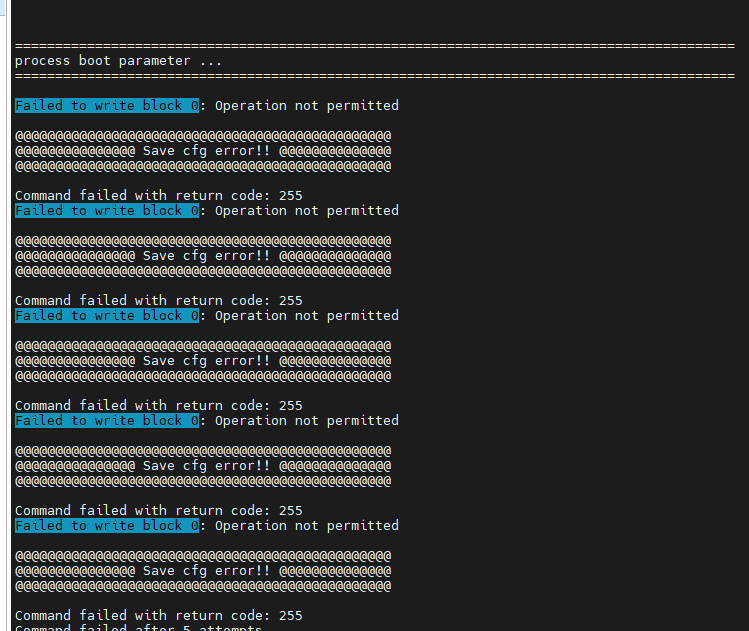 ==========================================================================================
process boot parameter ...
==========================================================================================
Failed to write block 0: Operation not permitted
@@@@@@@@@@@@@@@@@@@@@@@@@@@@@@@@@@@@@@@@@@@@@@@
@@@@@@@@@@@@@@@ Save cfg error!! @@@@@@@@@@@@@@
@@@@@@@@@@@@@@@@@@@@@@@@@@@@@@@@@@@@@@@@@@@@@@@
Command failed with return code: 255
Failed to write block 0: Operation not permitted
@@@@@@@@@@@@@@@@@@@@@@@@@@@@@@@@@@@@@@@@@@@@@@@
@@@@@@@@@@@@@@@ Save cfg error!! @@@@@@@@@@@@@@
@@@@@@@@@@@@@@@@@@@@@@@@@@@@@@@@@@@@@@@@@@@@@@@
Command failed with return code: 255
Failed to write block 0: Operation not permitted
@@@@@@@@@@@@@@@@@@@@@@@@@@@@@@@@@@@@@@@@@@@@@@@
@@@@@@@@@@@@@@@ Save cfg error!! @@@@@@@@@@@@@@
@@@@@@@@@@@@@@@@@@@@@@@@@@@@@@@@@@@@@@@@@@@@@@@
Command failed with return code: 255
Failed to write block 0: Operation not permitted
@@@@@@@@@@@@@@@@@@@@@@@@@@@@@@@@@@@@@@@@@@@@@@@
@@@@@@@@@@@@@@@ Save cfg error!! @@@@@@@@@@@@@@
@@@@@@@@@@@@@@@@@@@@@@@@@@@@@@@@@@@@@@@@@@@@@@@
Command failed with return code: 255
Failed to write block 0: Operation not permitted
@@@@@@@@@@@@@@@@@@@@@@@@@@@@@@@@@@@@@@@@@@@@@@@
@@@@@@@@@@@@@@@ Save cfg error!! @@@@@@@@@@@@@@
@@@@@@@@@@@@@@@@@@@@@@@@@@@@@@@@@@@@@@@@@@@@@@@
Command failed with return code: 255
Command failed after 5 attempts